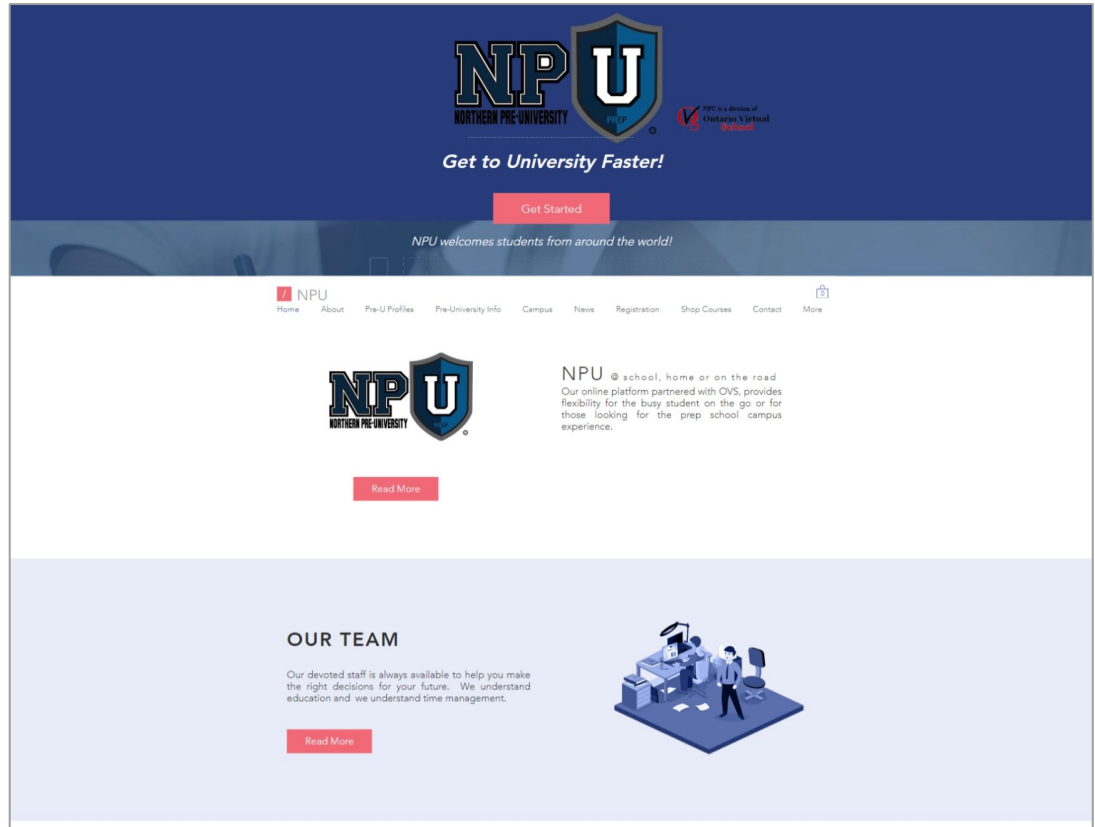 NPU
NORTHERN PRE-UNIVERSITY
PREP
NPU is a division of
Ontario Virtual
School
Get to University Faster!
Get Started
NPU welcomes students from around the world!
/ NPU
0
Home About Pre-U Profiles Pre-University Info Campus News Registration Shop Courses Contact More
NPU
NORTHERN PRE-UNIVERSITY
PREP
NPU @ school, home or on the road
Our online platform partnered with OVS, provides
flexibility for the busy student on the go or for
those looking for the prep school campus
experience.
Read More
OUR TEAM
Our devoted staff is always available to help you make
the right decisions for your future. We understand
education and we understand time management.
Read More